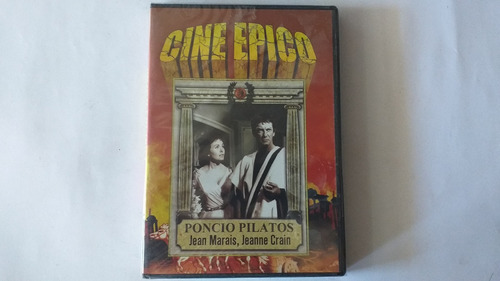 CINE EPICO
PONCIO PILATOS
Jean Marais, Jeanne Crain